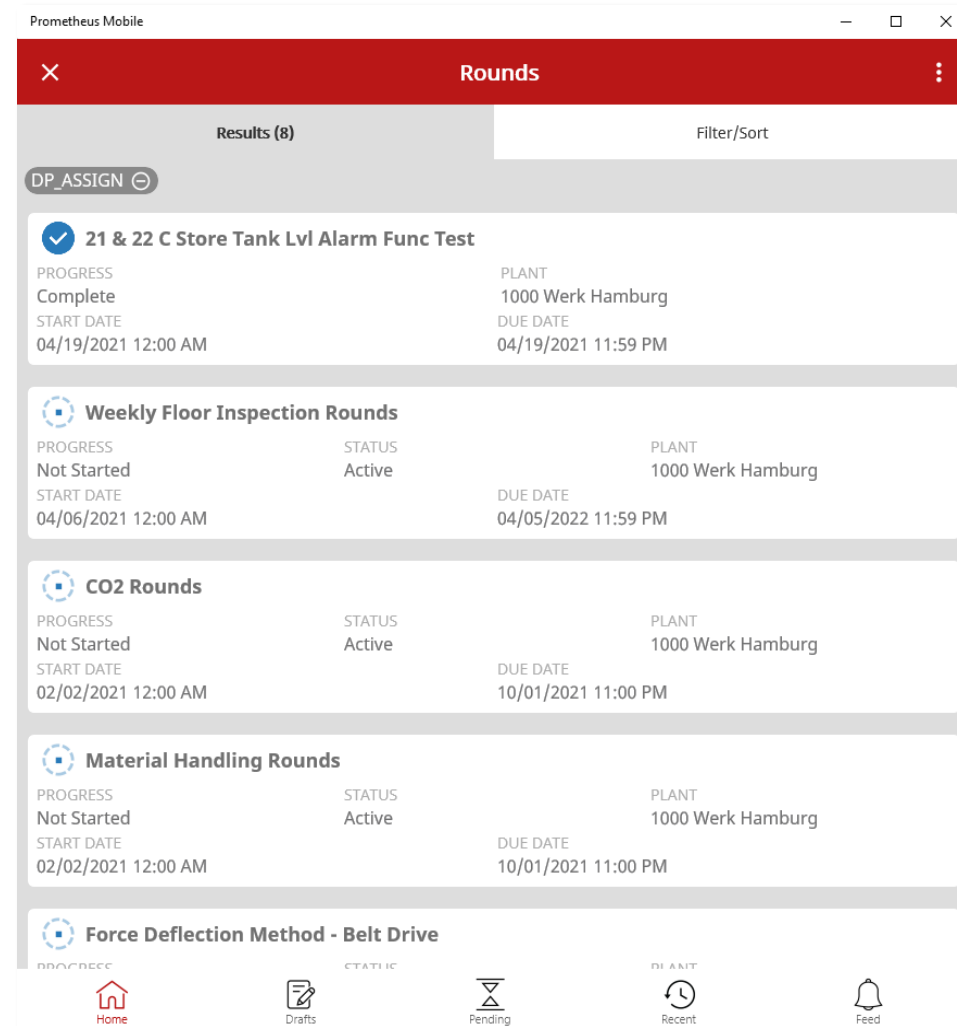 Prometheus Mobile
Rounds
Results (8)
Filter/Sort
DP_ASSIGN
21 & 22 C Store Tank Lvl Alarm Func Test
PROGRESS PLANT
Complete 1000 Werk Hamburg
START DATE DUE DATE
04/19/2021 12:00 AM 04/19/2021 11:59 PM
Weekly Floor Inspection Rounds
PROGRESS STATUS PLANT
Not Started Active 1000 Werk Hamburg
START DATE DUE DATE
04/06/2021 12:00 AM 04/05/2022 11:59 PM
CO2 Rounds
PROGRESS STATUS PLANT
Not Started Active 1000 Werk Hamburg
START DATE DUE DATE
02/02/2021 12:00 AM 10/01/2021 11:00 PM
Material Handling Rounds
PROGRESS STATUS PLANT
Not Started Active 1000 Werk Hamburg
START DATE DUE DATE
02/02/2021 12:00 AM 10/01/2021 11:00 PM
Force Deflection Method - Belt Drive
PROGRESS STATUS PLANT
Home Drafts Pending Recent Feed